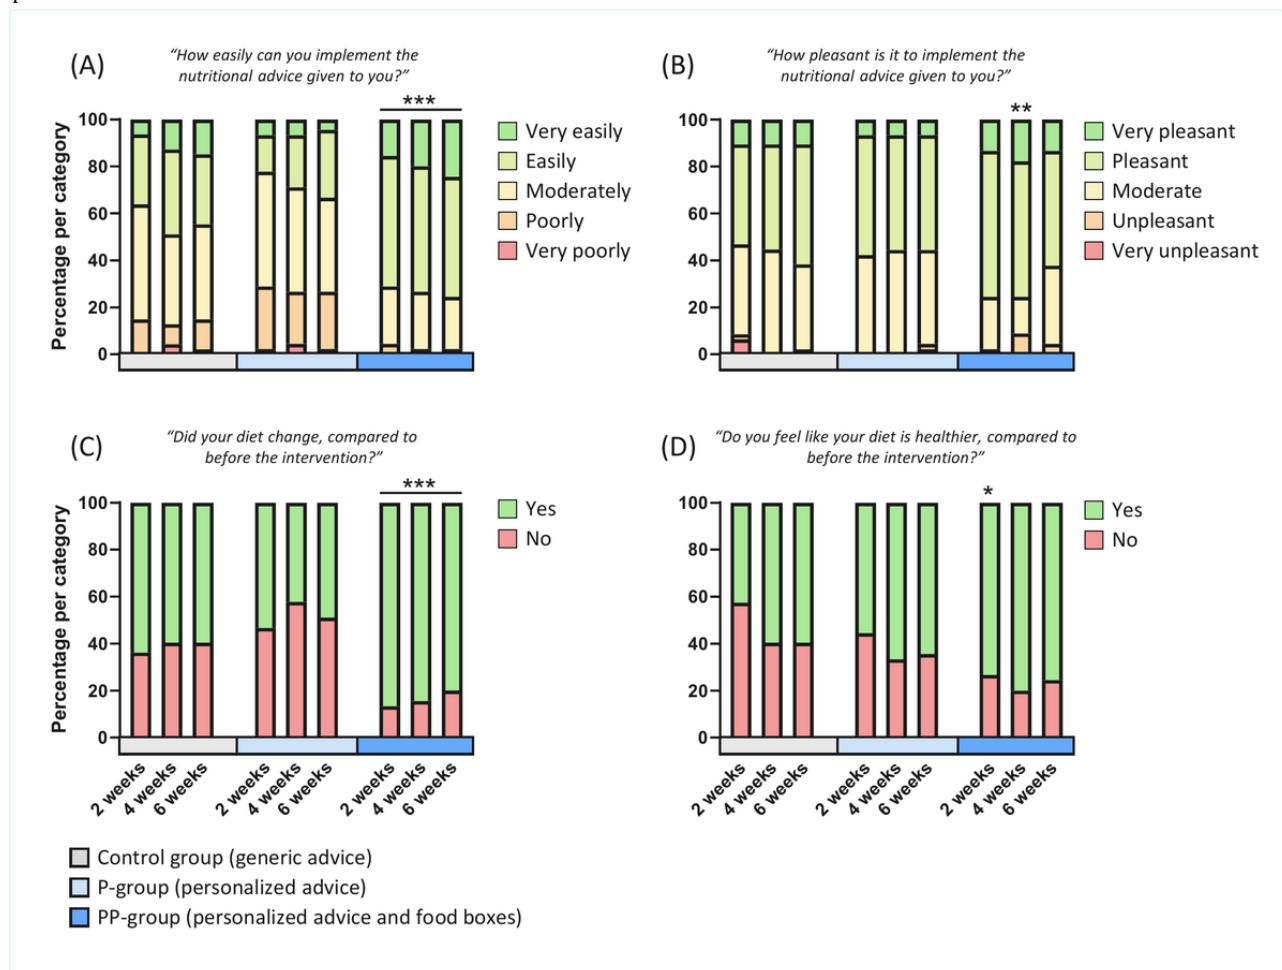 (A)
“How easily can you implement the
nutritional advice given to you?”
***
Percentage per category
100
80
60
40
20
0
Very easily
Easily
Moderately
Poorly
Very poorly
(B)
“How pleasant is it to implement the
nutritional advice given to you?”
**
100
80
60
40
20
0
Very pleasant
Pleasant
Moderate
Unpleasant
Very unpleasant
(C)
“Did your diet change, compared to
before the intervention?”
***
Percentage per category
100
80
60
40
20
0
2 weeks
4 weeks
6 weeks
2 weeks
4 weeks
6 weeks
2 weeks
4 weeks
6 weeks
Yes
No
(D)
“Do you feel like your diet is healthier, compared to
before the intervention?”
*
100
80
60
40
20
0
2 weeks
4 weeks
6 weeks
2 weeks
4 weeks
6 weeks
2 weeks
4 weeks
6 weeks
Yes
No
Control group (generic advice)
P-group (personalized advice)
PP-group (personalized advice and food boxes)